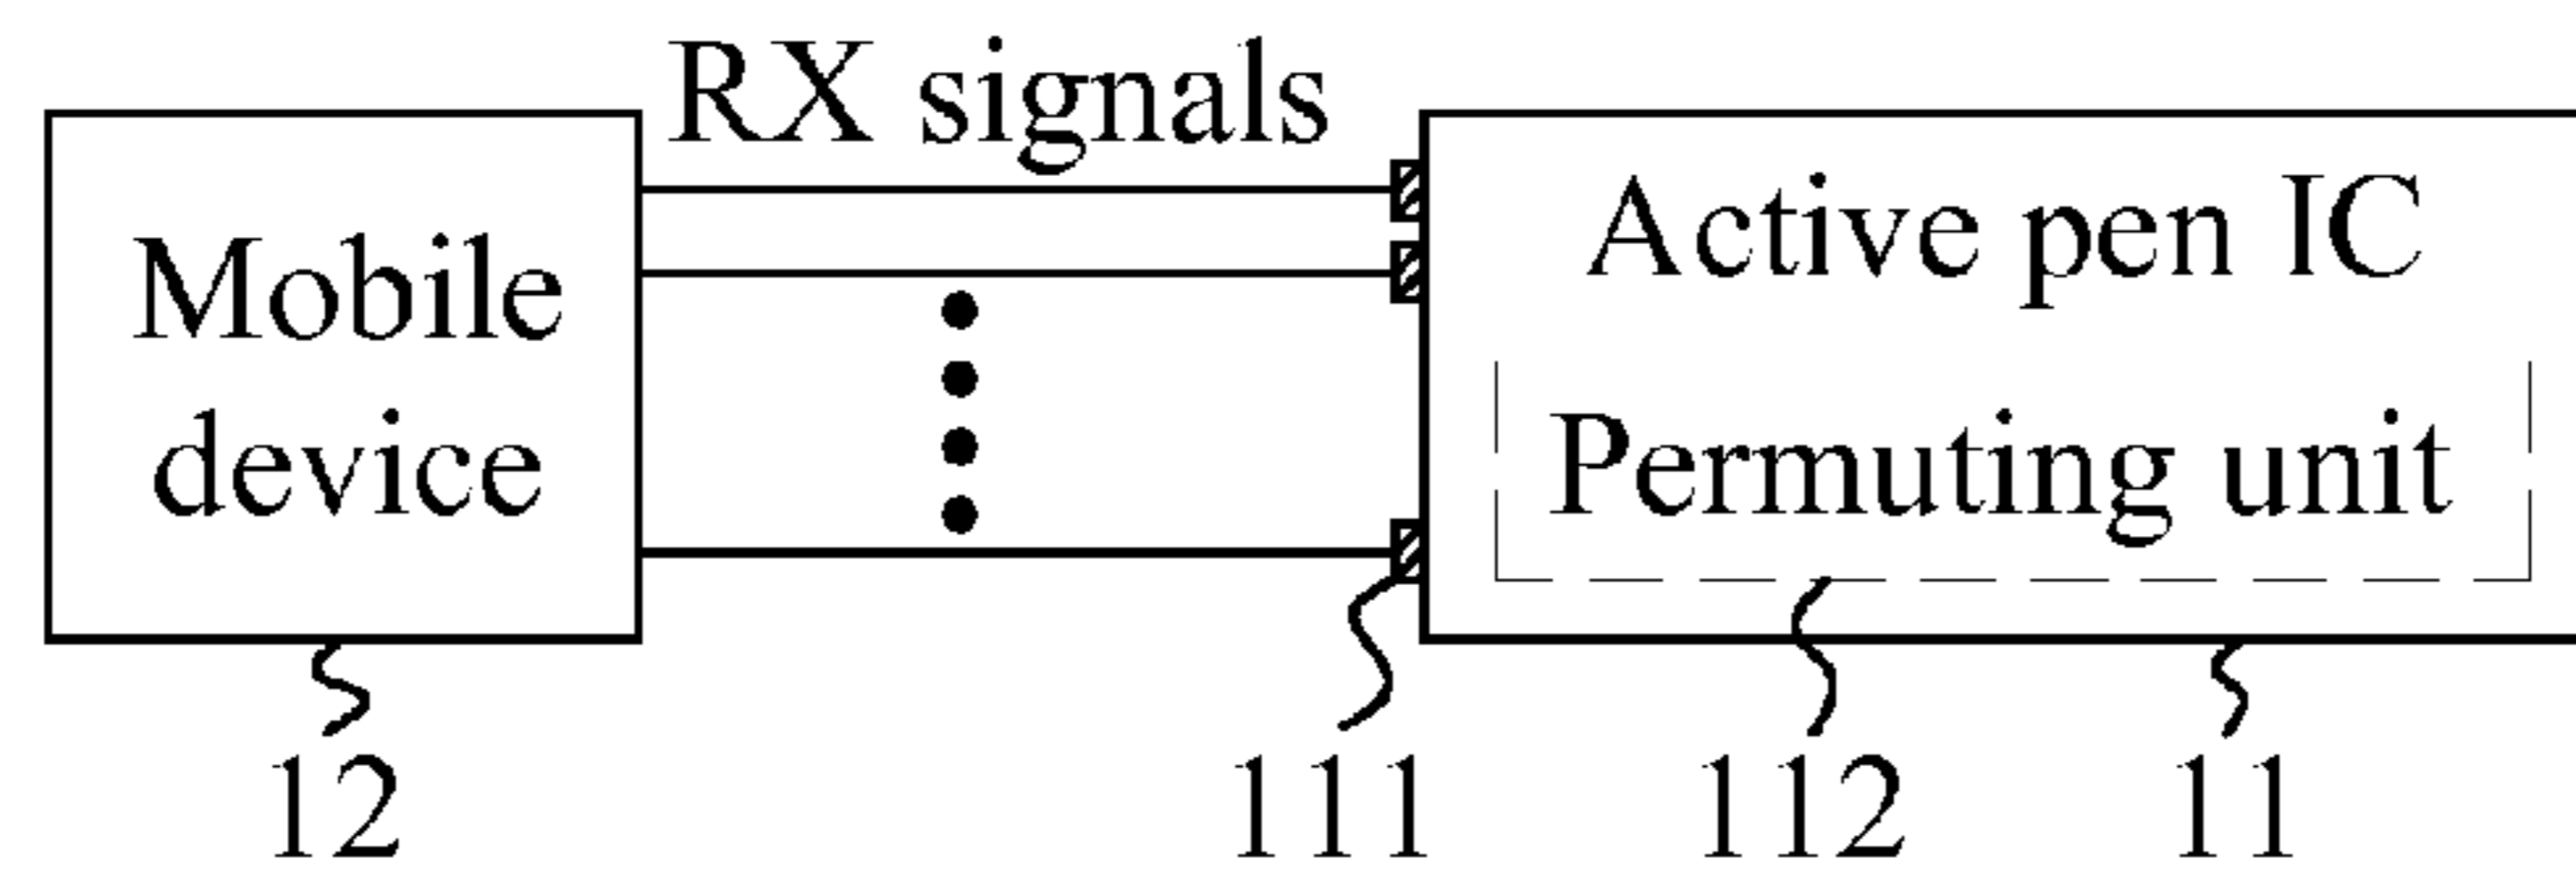 RX signals
Mobile
device
Active pen IC
Permuting unit
12
111
112
11